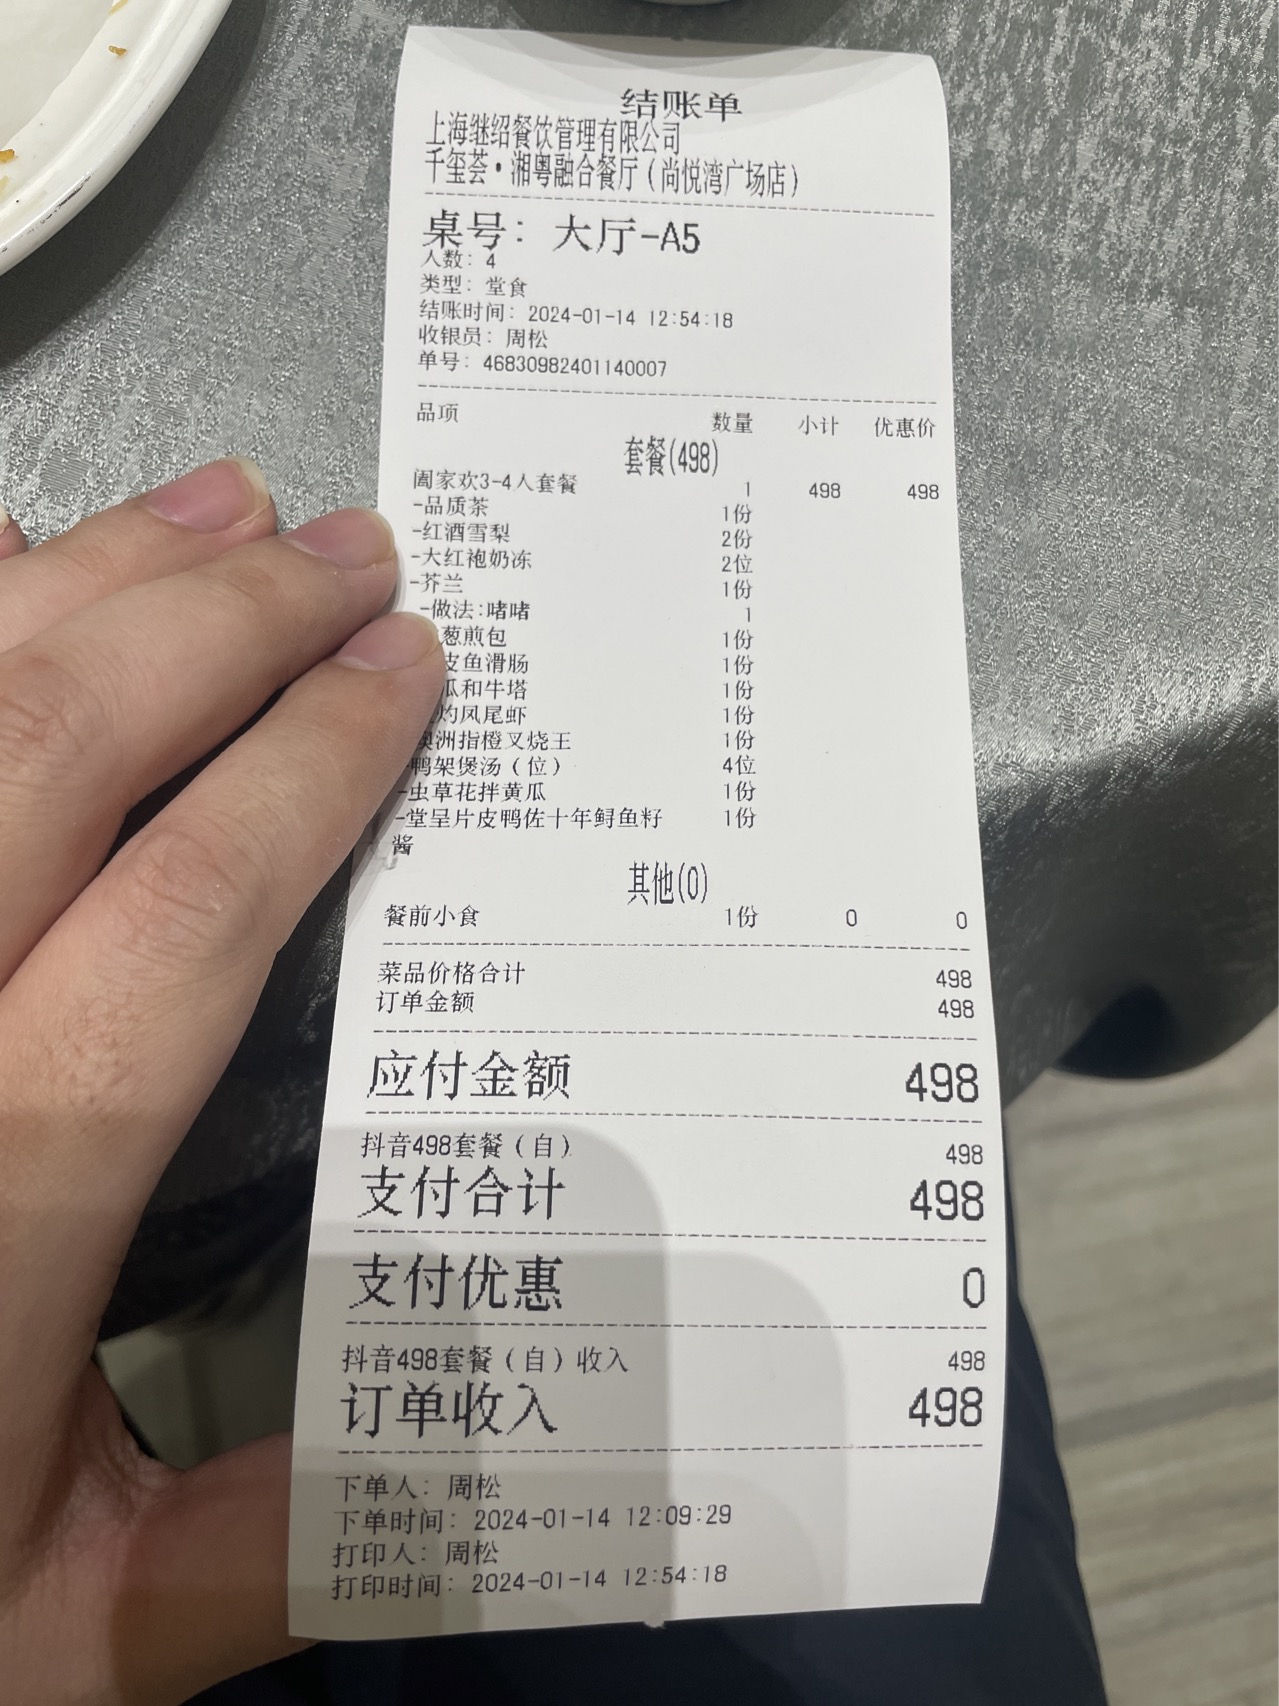 结账单
上海继绍餐饮管理有限公司
千玺荟·湘粤融合餐厅(尚悦湾广场店)
桌号: 大厅-A5
人数: 4
类型: 堂食
结账时间: 2024-01-14 12:54:18
收银员: 周松
单号: 46830982401140007
品项 数量 小计 优惠价
套餐(498)
阖家欢3-4人套餐 1 498 498
-品质茶 1份
-红酒雪梨 2份
-大红袍奶冻 2位
-芥兰 1份
-做法:啫啫 1
葱煎包 1份
皮鱼滑肠 1份
瓜和牛塔 1份
灼凤尾虾 1份
澳洲指橙叉烧王 1份
-鸭架煲汤(位) 4位
-虫草花拌黄瓜 1份
-堂呈片皮鸭佐十年鲟鱼籽 1份
酱
其他(0)
餐前小食 1份 0 0
菜品价格合计 498
订单金额 498
应付金额 498
抖音498套餐(自) 498
支付合计 498
支付优惠 0
抖音498套餐(自)收入 498
订单收入 498
下单人: 周松
下单时间: 2024-01-14 12:09:29
打印人: 周松
打印时间: 2024-01-14 12:54:18